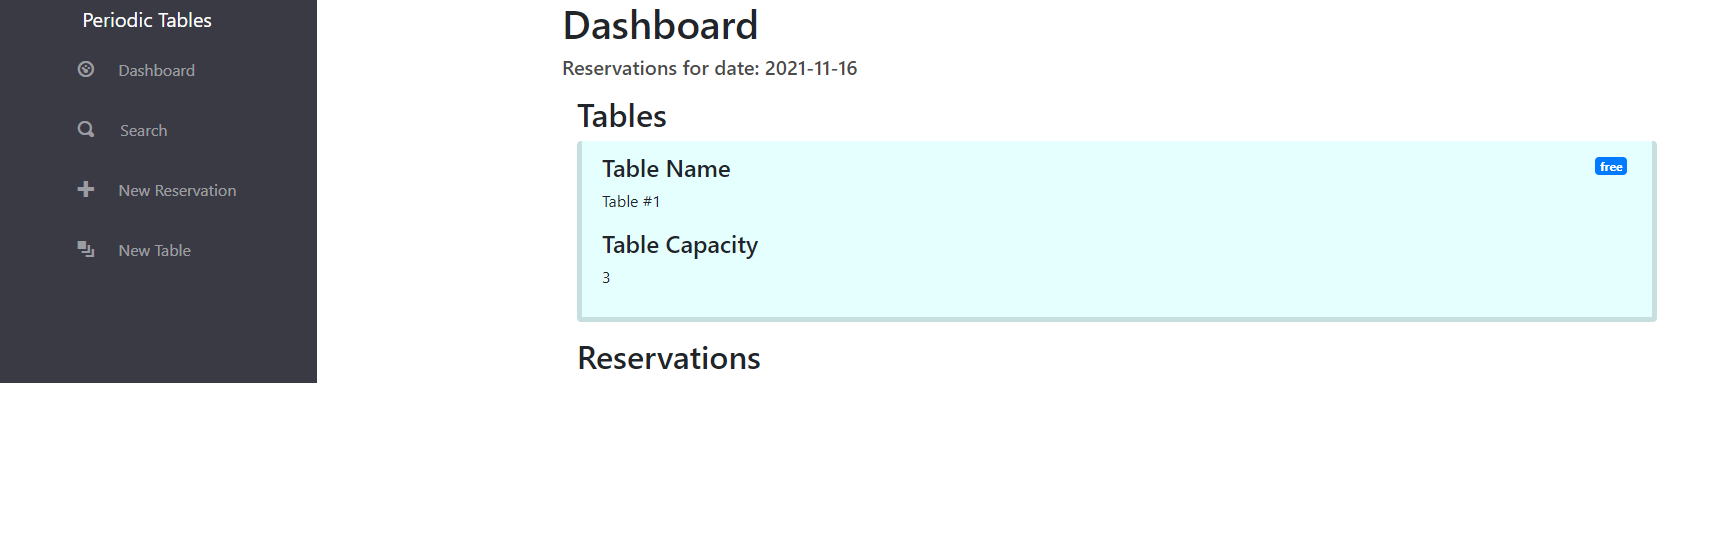 Periodic Tables
Dashboard
Search
New Reservation
New Table
Dashboard
Reservations for date: 2021-11-16
Tables
Table Name
free
Table #1
Table Capacity
3
Reservations